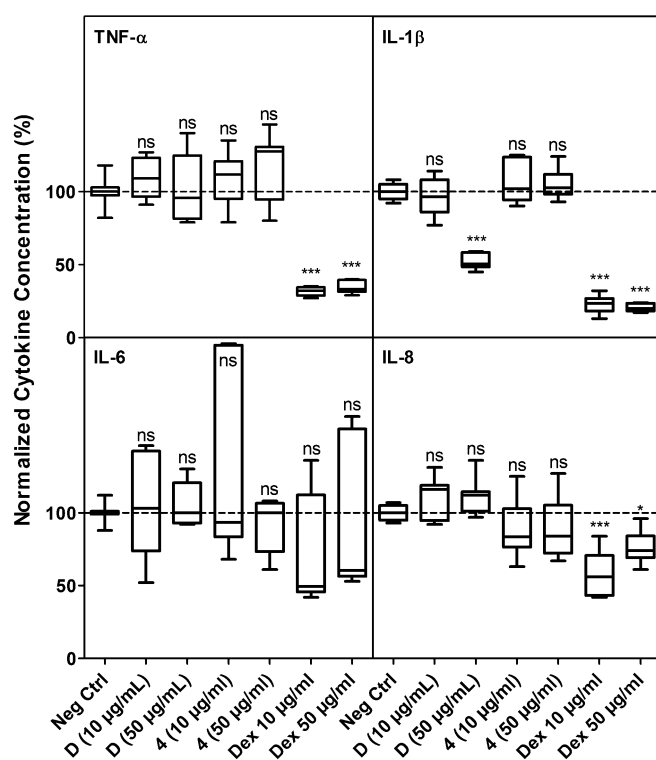 TNF-α
IL-1β
ns
ns
ns
ns
***
***
ns
***
ns
ns
***
***
100
50
0
IL-6
IL-8
ns
ns
ns
ns
ns
ns
ns
ns
ns
ns
***
*
100
50
0
Normalized Cytokine Concentration (%)
Neg Ctrl
D (10 μg/mL)
D (50 μg/mL)
4 (10 μg/ml)
4 (50 μg/ml)
Dex 10 μg/ml
Dex 50 μg/ml
Neg Ctrl
D (10 μg/mL)
D (50 μg/mL)
4 (10 μg/ml)
4 (50 μg/ml)
Dex 10 μg/ml
Dex 50 μg/ml